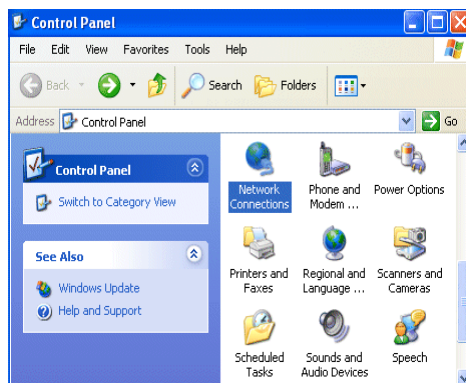 Control Panel
File Edit View Favorites Tools Help
Back Search Folders
Address Control Panel Go
Control Panel
Switch to Category View
See Also
Windows Update
Help and Support
Network Connections
Phone and Modem ...
Power Options
Printers and Faxes
Regional and Language ...
Scanners and Cameras
Scheduled Tasks
Sounds and Audio Devices
Speech